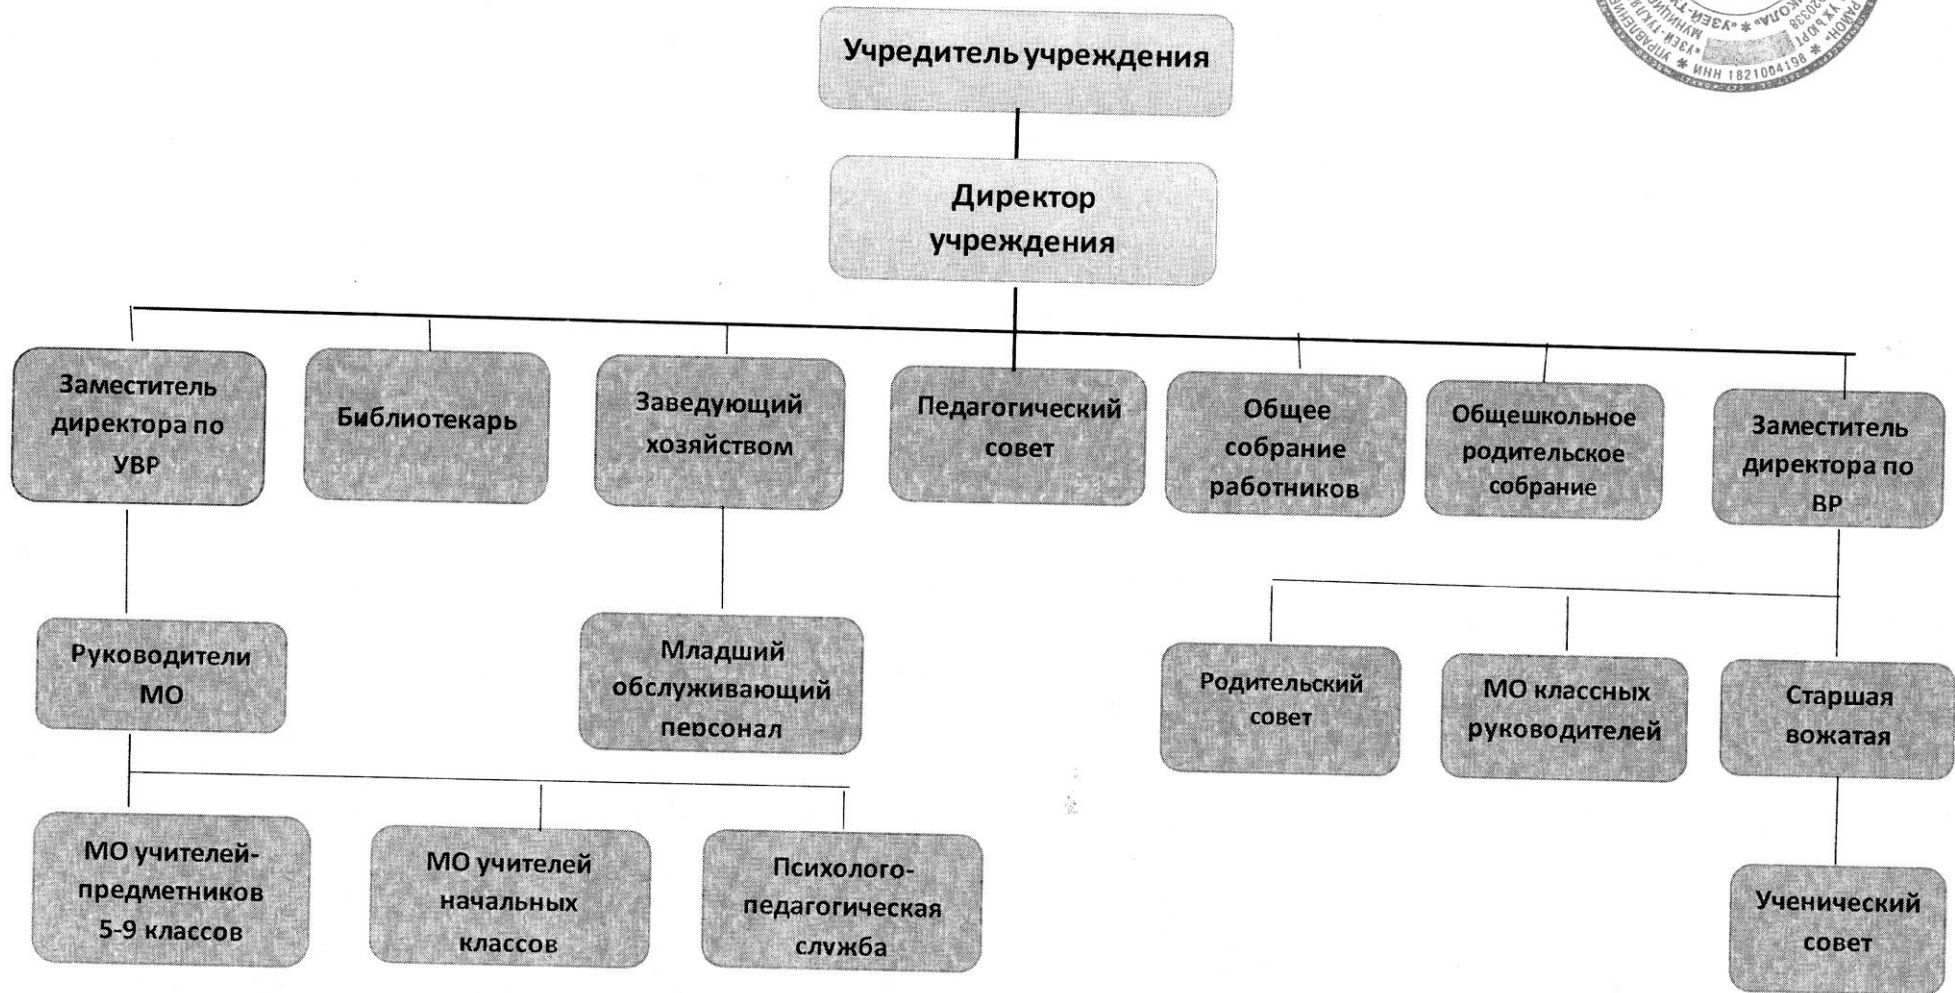 Учредитель учреждения
Директор
учреждения
Заместитель
директора по
УВР
Библиотекарь
Заведующий
хозяйством
Педагогический
совет
Общее
собрание
работников
Общешкольное
родительское
собрание
Заместитель
директора по
ВР
Руководители
МО
Младший
обслуживающий
персонал
Родительский
совет
МО классных
руководителей
Старшая
вожатая
МО учителей-
предметников
5-9 классов
МО учителей
начальных
классов
Психолого-
педагогическая
служба
Ученический
совет
ИНН 1821004198